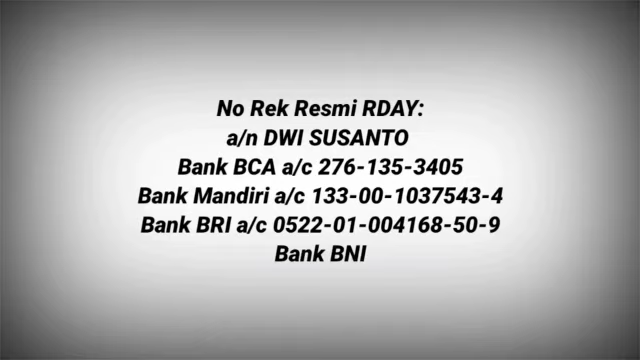 No Rek Resmi RDAY:
a/n DWI SUSANTO
Bank BCA a/c 276-135-3405
Bank Mandiri a/c 133-00-1037543-4
Bank BRI a/c 0522-01-004168-50-9
Bank BNI